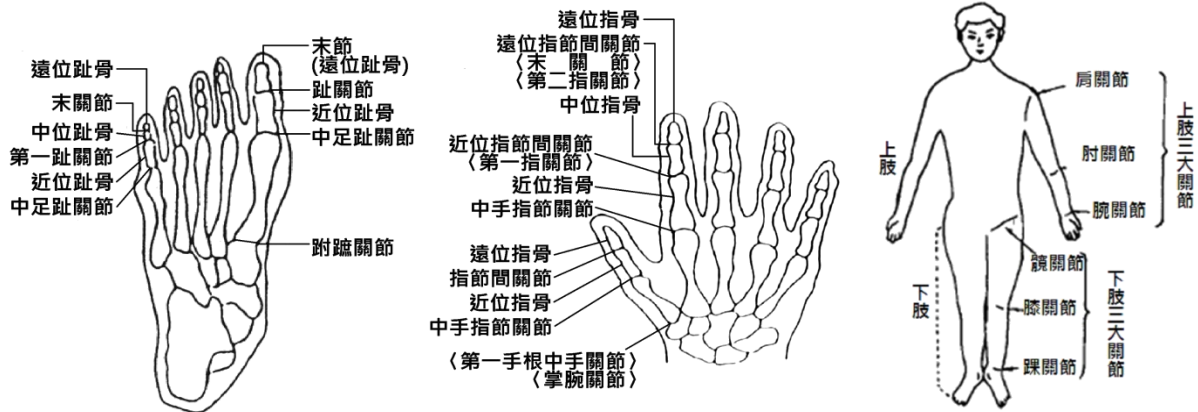 末節
(遠位趾骨)
趾關節
近位趾骨
中足趾關節
跗蹠關節
遠位趾骨
末關節
中位趾骨
第一趾關節
近位趾骨
中足趾關節
遠位指骨
遠位指節間關節
〈末關節〉
〈第二指關節〉
中位指骨
近位指節間關節
〈第一指關節〉
近位指骨
中手指節關節
遠位指骨
指節間關節
近位指骨
中手指節關節
〈第一手根中手關節〉
〈掌腕關節〉
上肢
下肢
肩關節
肘關節
腕關節
上肢三大關節
髖關節
膝關節
踝關節
下肢三大關節